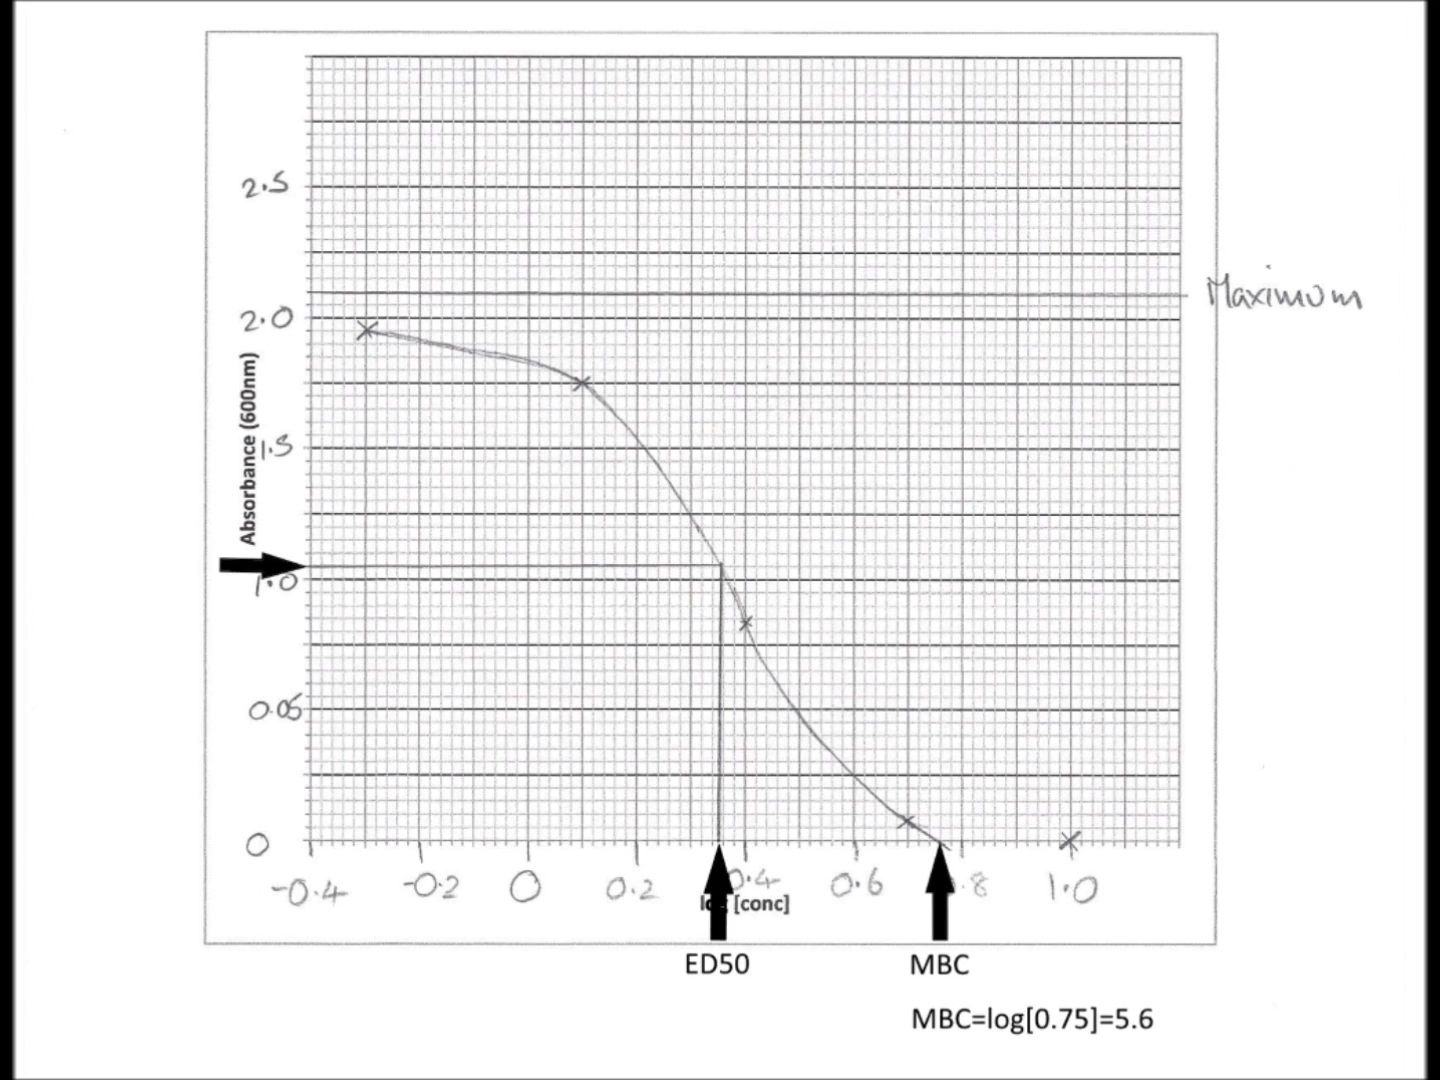 2.5
Maximum
2.0
Absorbance (600nm)
1.5
1.0
0.05
0
-0.4 -0.2 0 0.2 0.4 0.6 .8 1.0
[conc]
ED50 MBC
MBC=log[0.75]=5.6